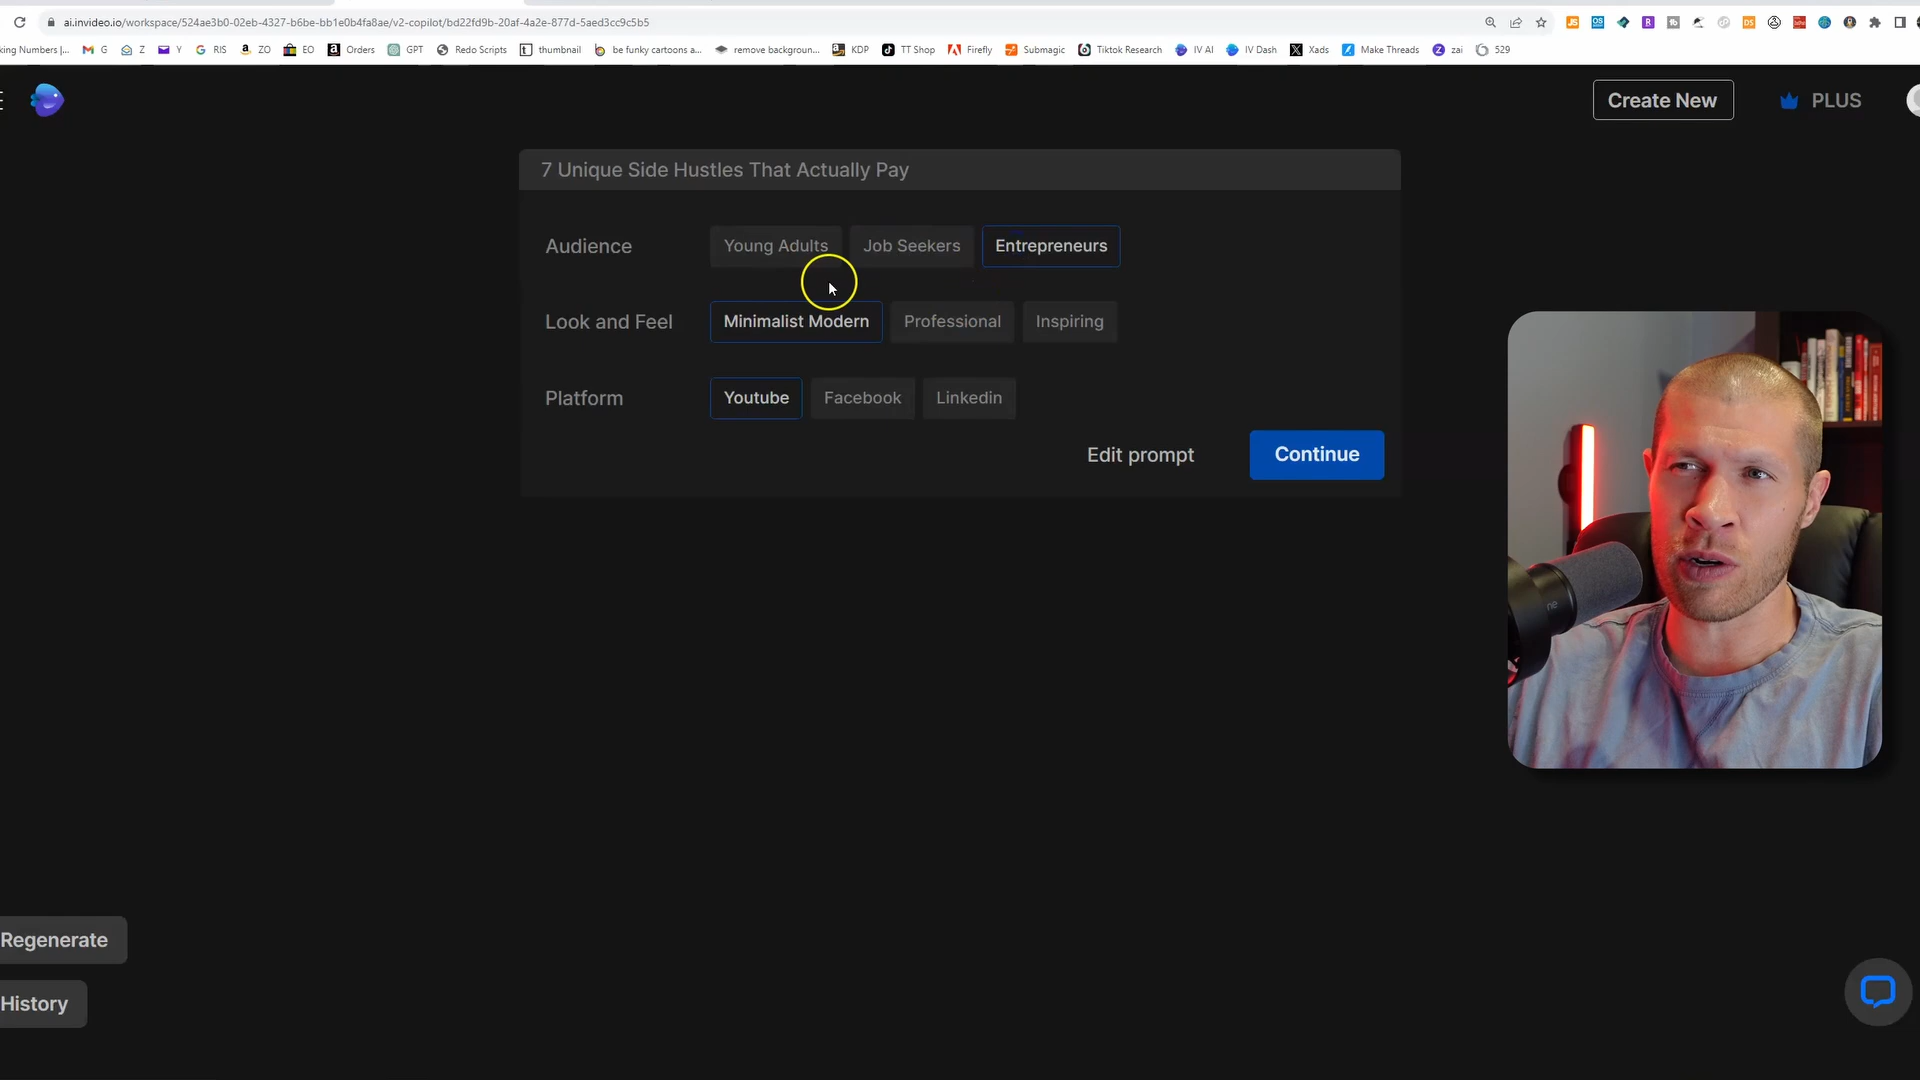 ai.invideo.io/workspace/524ae3b0-02eb-4327-b6be-bb1e0b4fa8ae/v2-copilot/bd22fd9b-20af-4a2e-877d-5aed3cc9c5b5
king Numbers |... G Z Y RIS ZO EO Orders GPT Redo Scripts thumbnail be funky cartoons a... remove backgroun... KDP TT Shop Firefly Submagic Tiktok Research IV AI IV Dash Xads Make Threads zai 529
Create New PLUS
7 Unique Side Hustles That Actually Pay
Audience Young Adults Job Seekers Entrepreneurs
Look and Feel Minimalist Modern Professional Inspiring
Platform Youtube Facebook Linkedin
Edit prompt Continue
Regenerate
History